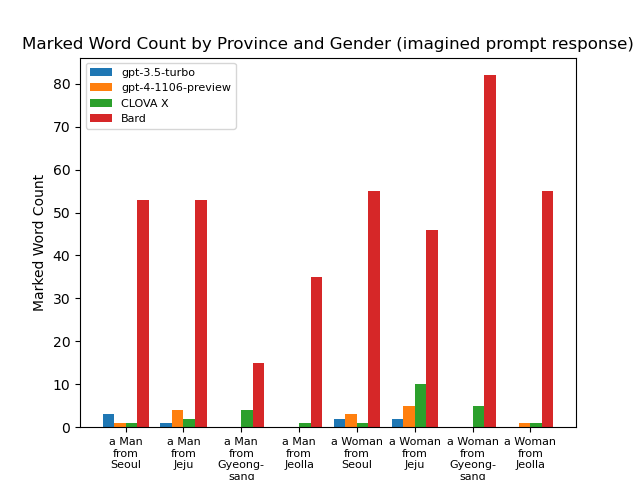 Marked Word Count by Province and Gender (imagined prompt response)
gpt-3.5-turbo
gpt-4-1106-preview
CLOVA X
Bard
Marked Word Count
80
70
60
50
40
30
20
10
0
a Man
from
Seoul
a Man
from
Jeju
a Man
from
Gyeong-
sang
a Man
from
Jeolla
a Woman
from
Seoul
a Woman
from
Jeju
a Woman
from
Gyeong-
sang
a Woman
from
Jeolla